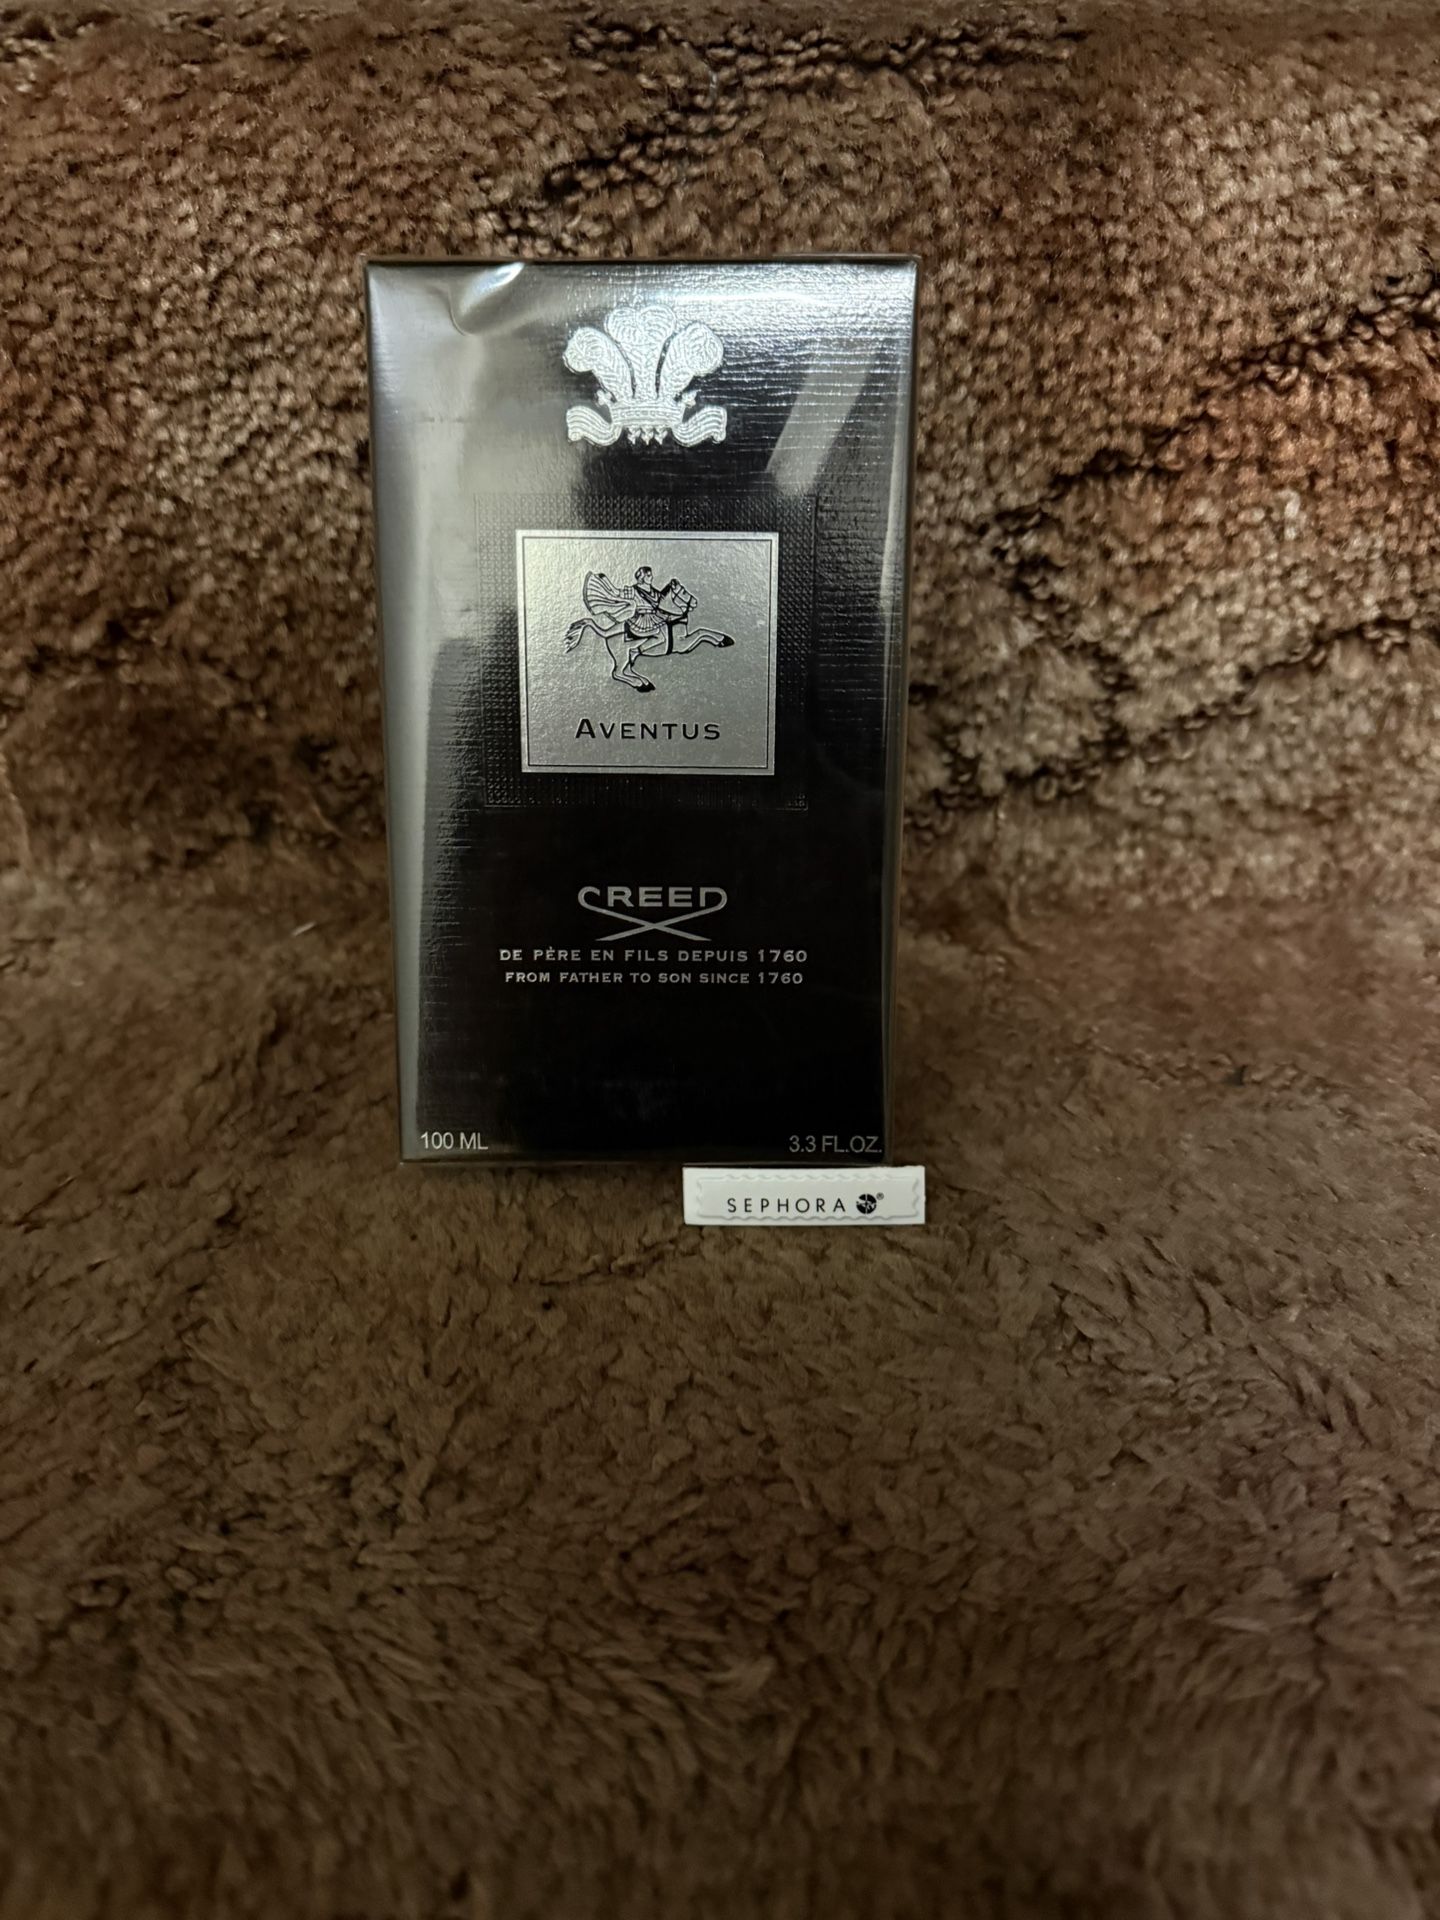 AVENTUS
CREED
DE PÈRE EN FILS DEPUIS 1760
FROM FATHER TO SON SINCE 1760
100 ML 3.3 FL.OZ.
SEPHORA ®